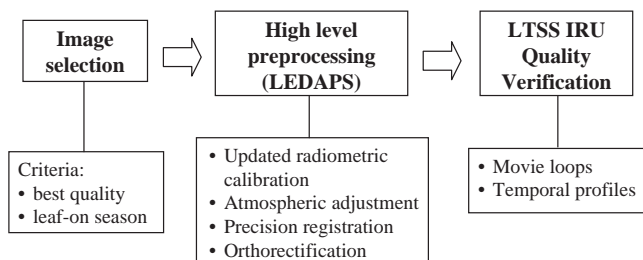 Image
selection
High level
preprocessing
(LEDAPS)
LTSS IRU
Quality
Verification
Criteria:
• best quality
• leaf-on season
• Updated radiometric
calibration
• Atmospheric adjustment
• Precision registration
• Orthorectification
• Movie loops
• Temporal profiles